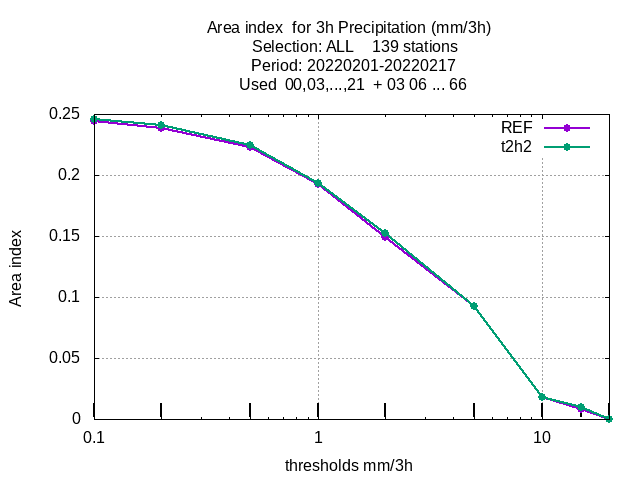 Area index  for 3h Precipitation (mm/3h)
Selection: ALL    139 stations
Period: 20220201-20220217
Used  00,03,...,21  + 03 06 ... 66
REF
t2h2
Area index
0.25
0.2
0.15
0.1
0.05
0
0.1 1 10
thresholds mm/3h